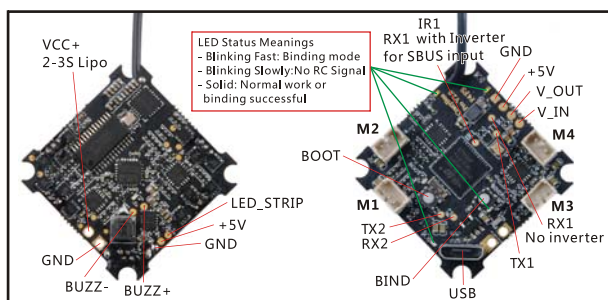 VCC+
2-3S Lipo
LED Status Meanings
- Blinking Fast: Binding mode
- Blinking Slowly:No RC Signal
- Solid: Normal work or
binding successful
IR1
RX1 with Inverter
for SBUS input
GND
+5V
V_OUT
V_IN
M2
M4
BOOT
M1
M3
LED_STRIP
+5V
GND
GND
BUZZ-
BUZZ+
TX2
RX2
BIND
USB
TX1
RX1
No inverter